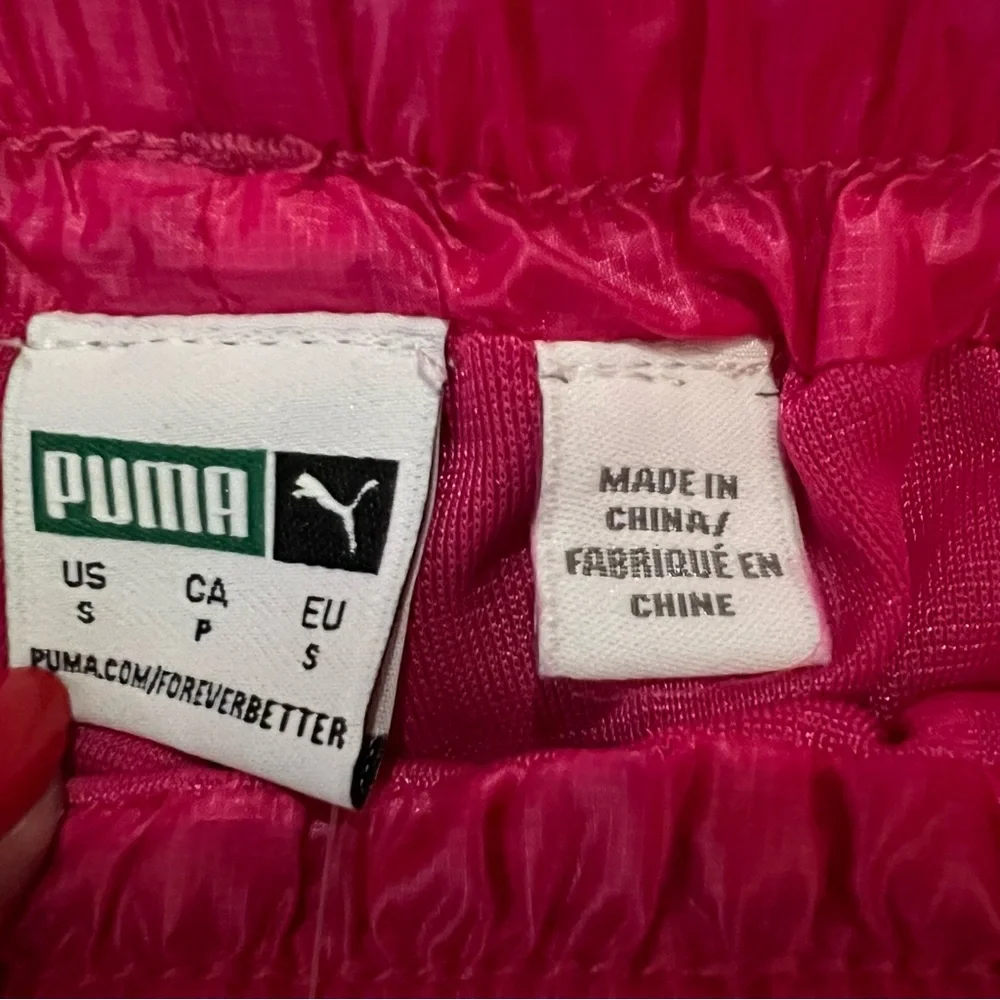 PUMA
US CA EU
S P S
PUMA.COM/FOREVERBETTER
MADE IN
CHINA/
FABRIQUÉ EN
CHINE